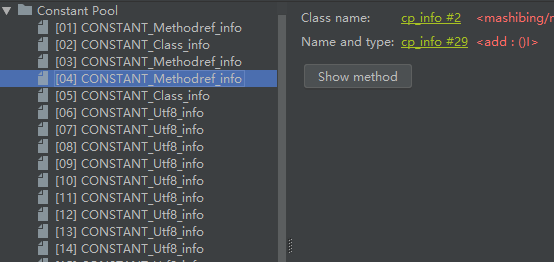 Constant Pool
[01] CONSTANT_Methodref_info
[02] CONSTANT_Class_info
[03] CONSTANT_Methodref_info
[04] CONSTANT_Methodref_info
[05] CONSTANT_Class_info
[06] CONSTANT_Utf8_info
[07] CONSTANT_Utf8_info
[08] CONSTANT_Utf8_info
[09] CONSTANT_Utf8_info
[10] CONSTANT_Utf8_info
[11] CONSTANT_Utf8_info
[12] CONSTANT_Utf8_info
[13] CONSTANT_Utf8_info
[14] CONSTANT_Utf8_info
Class name: cp_info #2 <mashibing/
Name and type: cp_info #29 <add : ()I>
Show method